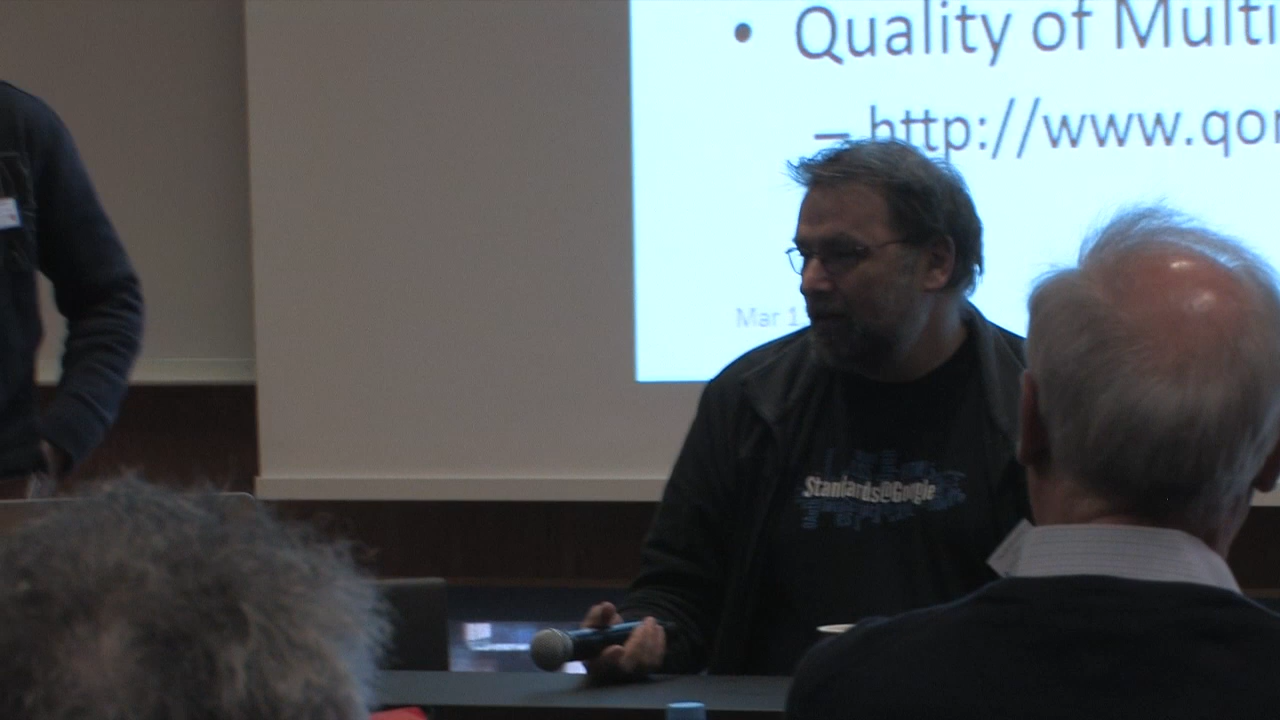 • Quality of Multi
– http://www.qo
Mar 1
Standards@Google